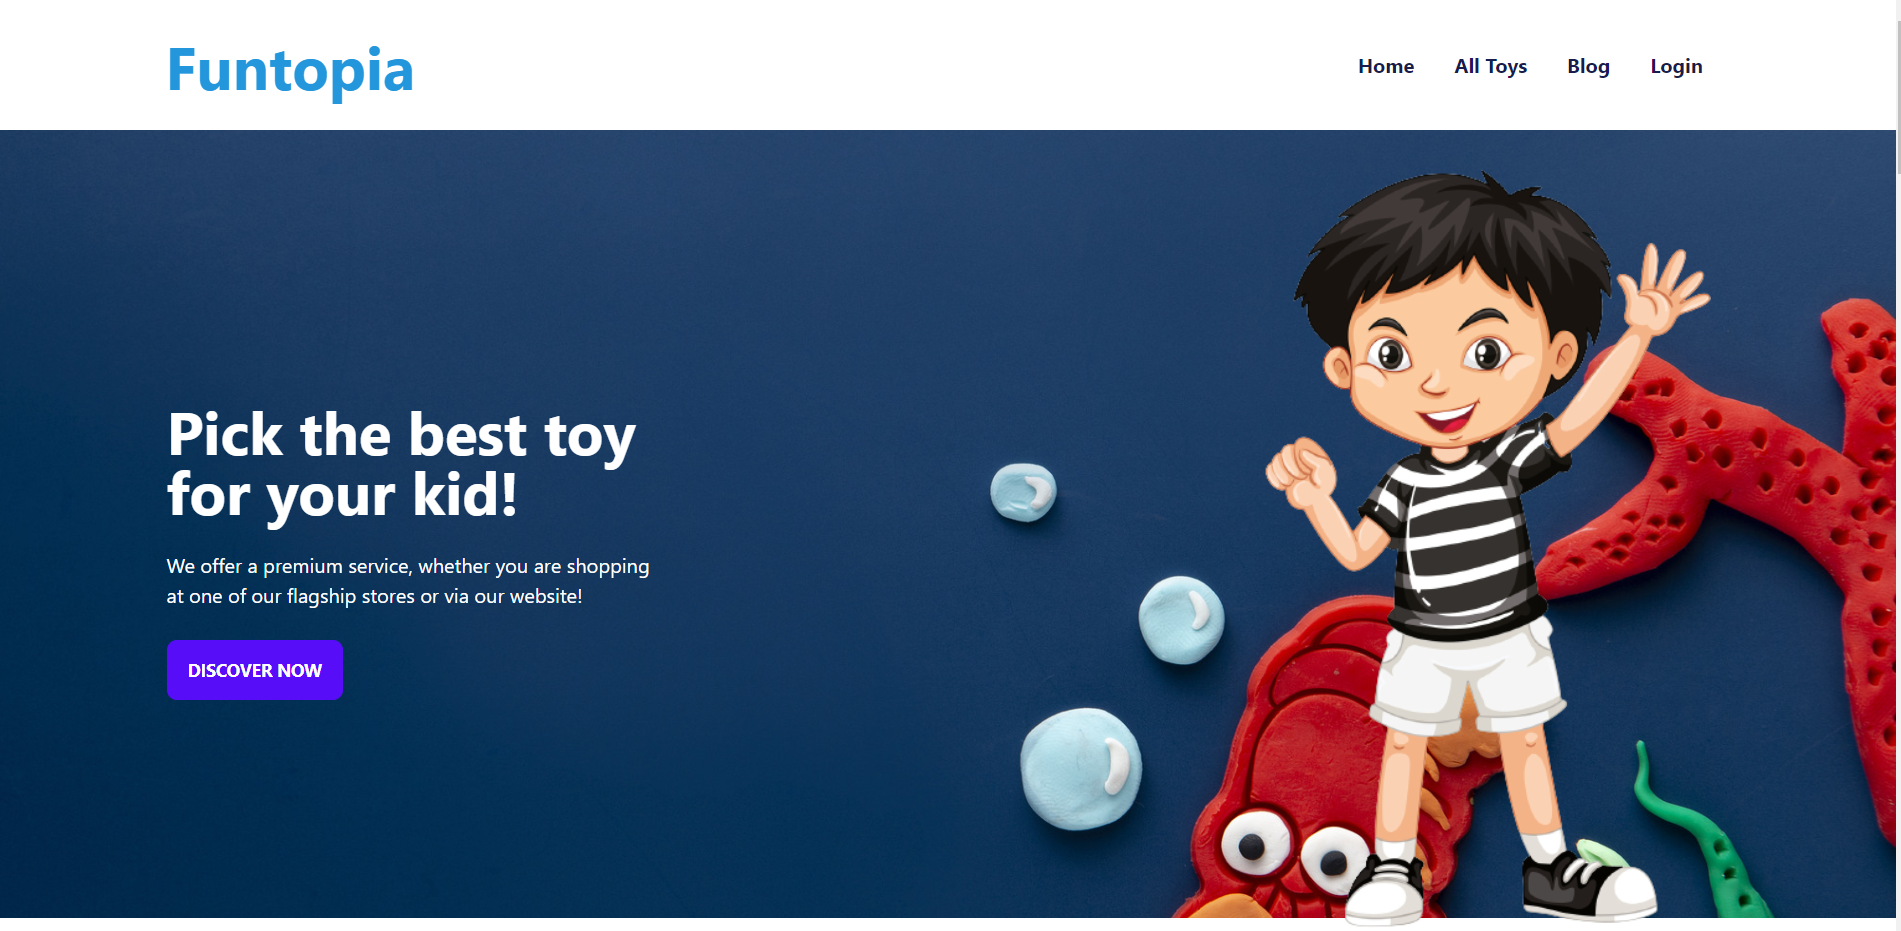 Funtopia
Home All Toys Blog Login
Pick the best toy
for your kid!
We offer a premium service, whether you are shopping
at one of our flagship stores or via our website!
DISCOVER NOW